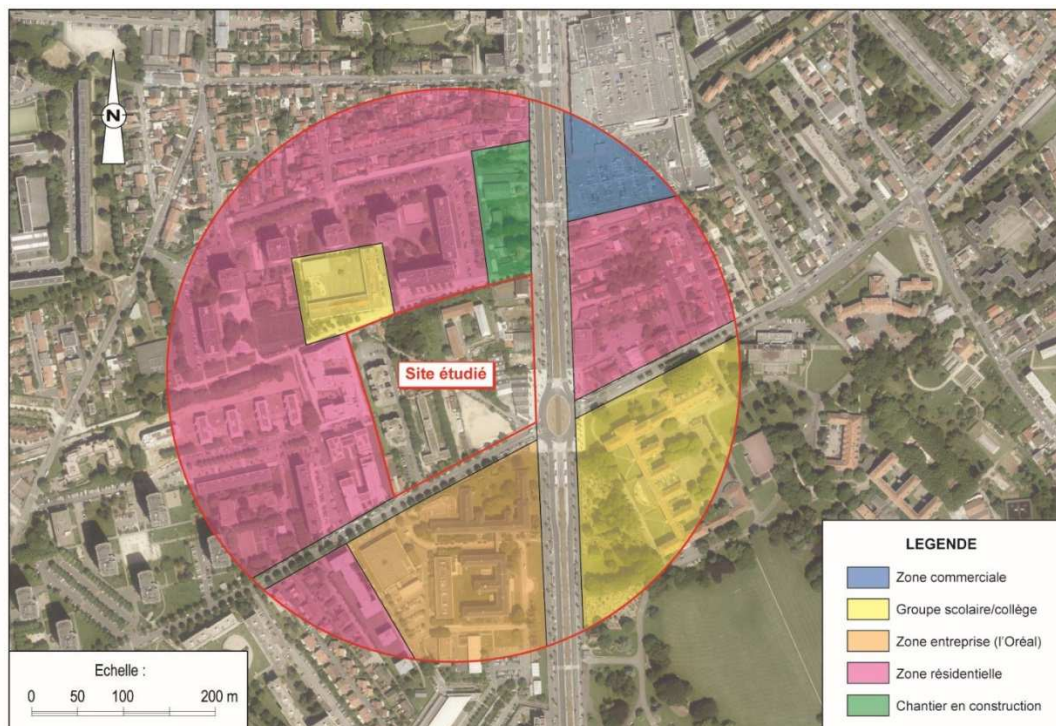 N
Site étudié
LEGENDE
Zone commerciale
Groupe scolaire/collège
Zone entreprise (l'Oréal)
Zone résidentielle
Chantier en construction
Echelle :
0 50 100 200 m